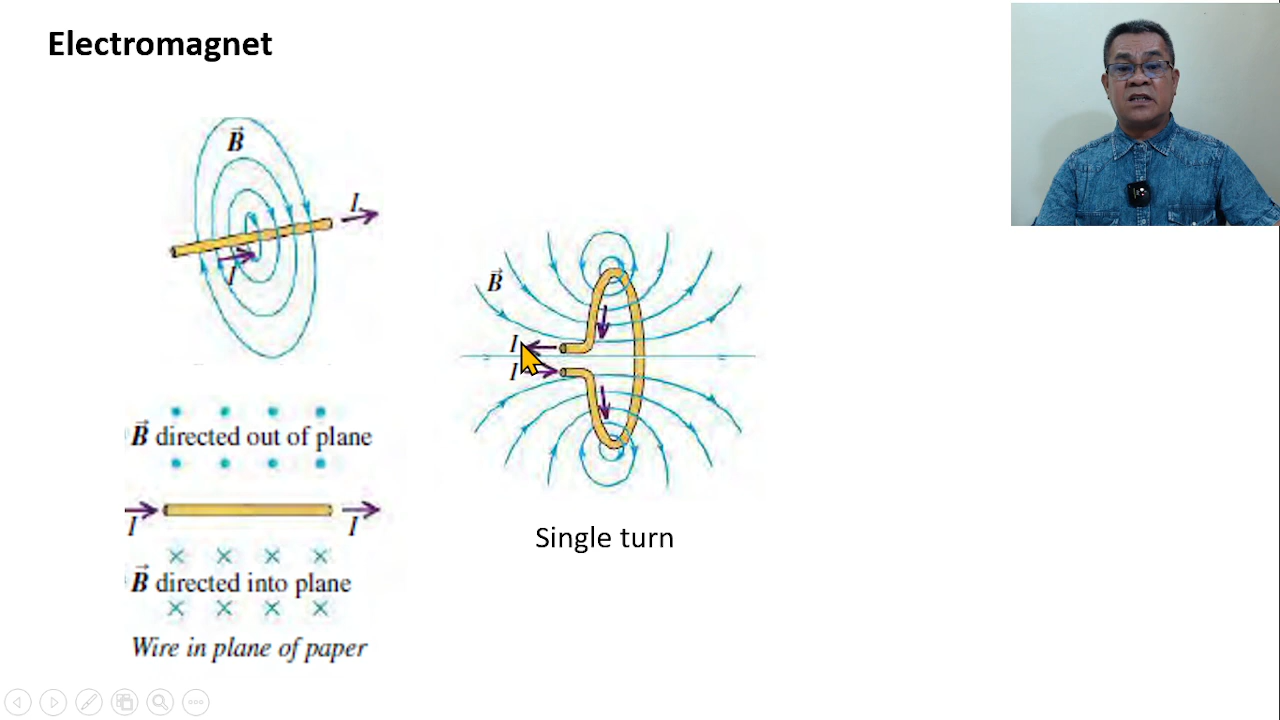 Electromagnet
B
I
I
B
I
I
B directed out of plane
I
I
B directed into plane
Wire in plane of paper
Single turn